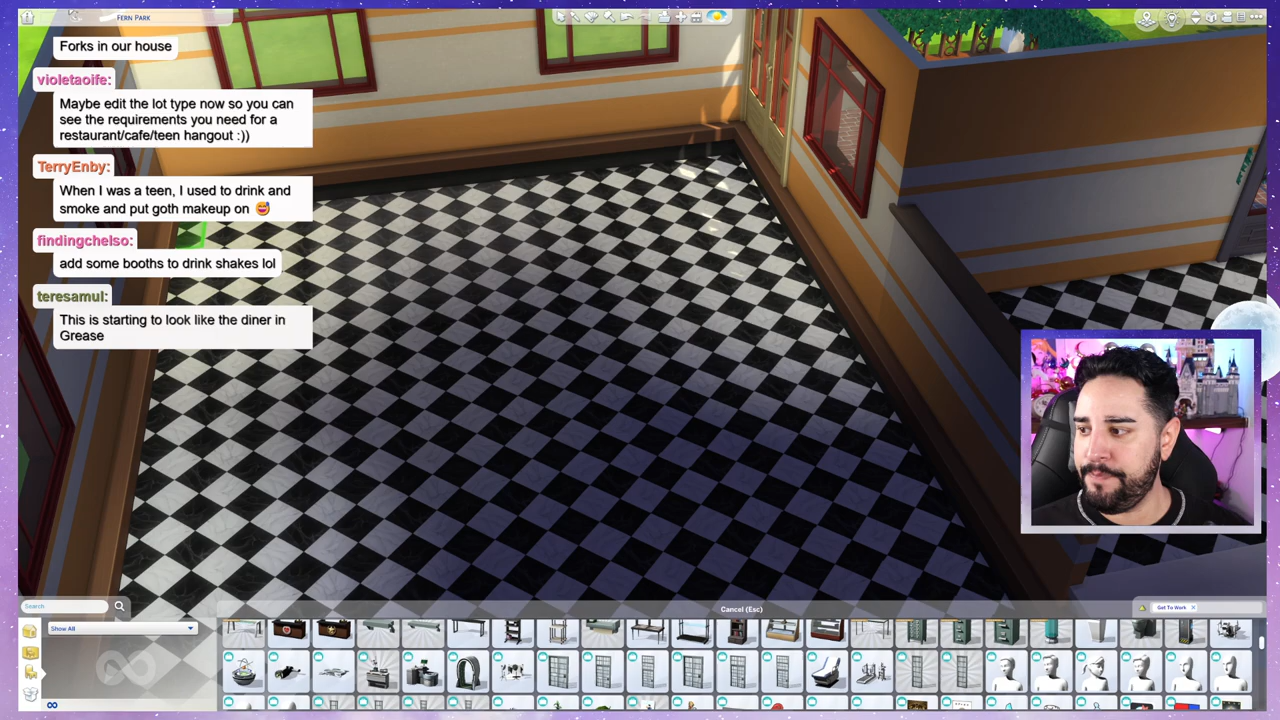 FERN PARK
Forks in our house
violetaoife:
Maybe edit the lot type now so you can
see the requirements you need for a
restaurant/cafe/teen hangout :))
TerryEnby:
When I was a teen, I used to drink and
smoke and put goth makeup on 😅
findingchelso:
add some booths to drink shakes lol
teresamul:
This is starting to look like the diner in
Grease
Search
Cancel (Esc)
Get To Work
Show All